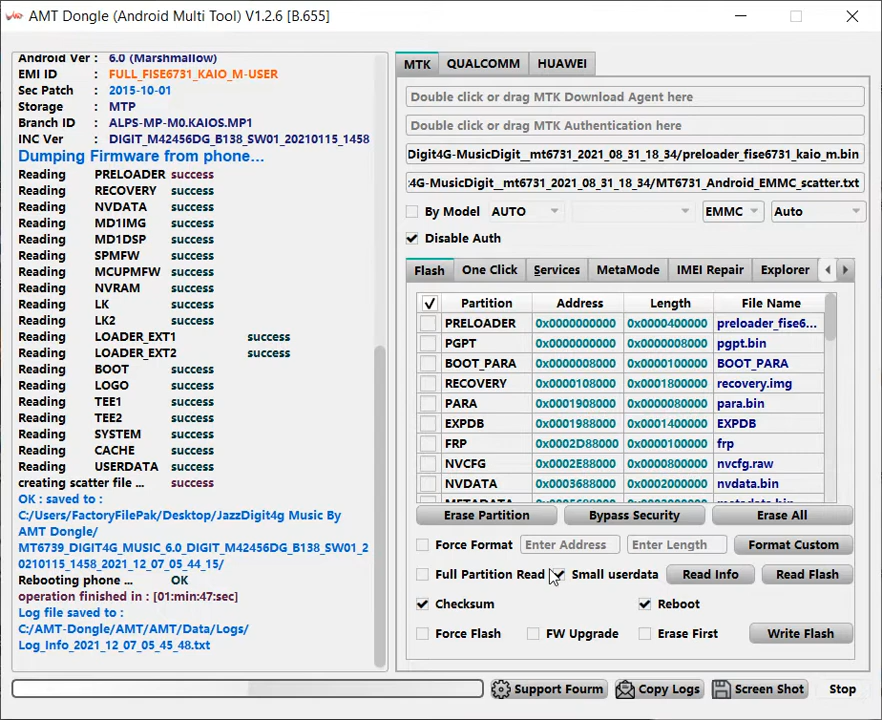 AMT Dongle (Android Multi Tool) V1.2.6 [B.655]
Android Ver : 6.0 (Marshmallow)
EMI ID : FULL_FISE6731_KAIO_M-USER
Sec Patch : 2015-10-01
Storage : MTP
Branch ID : ALPS-MP-M0.KAIOS.MP1
INC Ver : DIGIT_M42456DG_B138_SW01_20210115_1458
Dumping Firmware from phone...
Reading PRELOADER success
Reading RECOVERY success
Reading NVDATA success
Reading MD1IMG success
Reading MD1DSP success
Reading SPMFW success
Reading MCUPMFW success
Reading NVRAM success
Reading LK success
Reading LK2 success
Reading LOADER_EXT1 success
Reading LOADER_EXT2 success
Reading BOOT success
Reading LOGO success
Reading TEE1 success
Reading TEE2 success
Reading SYSTEM success
Reading CACHE success
Reading USERDATA success
creating scatter file ... success
OK : saved to :
C:/Users/FactoryFilePak/Desktop/JazzDigit4g Music By
AMT Dongle/
MT6739_DIGIT4G_MUSIC_6.0_DIGIT_M42456DG_B138_SW01_2
0210115_1458_2021_12_07_05_44_15/
Rebooting phone ... OK
operation finished in : [01:min:47:sec]
Log file saved to :
C:/AMT-Dongle/AMT/AMT/Data/Logs/
Log_Info_2021_12_07_05_45_48.txt
MTK QUALCOMM HUAWEI
Double click or drag MTK Download Agent here
Double click or drag MTK Authentication here
Digit4G-MusicDigit__mt6731_2021_08_31_18_34/preloader_fise6731_kaio_m.bin
:4G-MusicDigit__mt6731_2021_08_31_18_34/MT6731_Android_EMMC_scatter.txt
By Model AUTO EMMC Auto
Disable Auth
Flash One Click Services MetaMode IMEI Repair Explorer
Partition Address Length File Name
PRELOADER 0x0000000000 0x0000400000 preloader_fise6...
PGPT 0x0000000000 0x0000008000 pgpt.bin
BOOT_PARA 0x0000008000 0x0000100000 BOOT_PARA
RECOVERY 0x0000108000 0x0001800000 recovery.img
PARA 0x0001908000 0x0000080000 para.bin
EXPDB 0x0001988000 0x0001400000 EXPDB
FRP 0x0002D88000 0x0000100000 frp
NVCFG 0x0002E88000 0x0000800000 nvcfg.raw
NVDATA 0x0003688000 0x0002000000 nvdata.bin
Erase Partition Bypass Security Erase All
Force Format Enter Address Enter Length Format Custom
Full Partition Read Small userdata Read Info Read Flash
Checksum Reboot
Force Flash FW Upgrade Erase First Write Flash
Support Fourm Copy Logs Screen Shot Stop